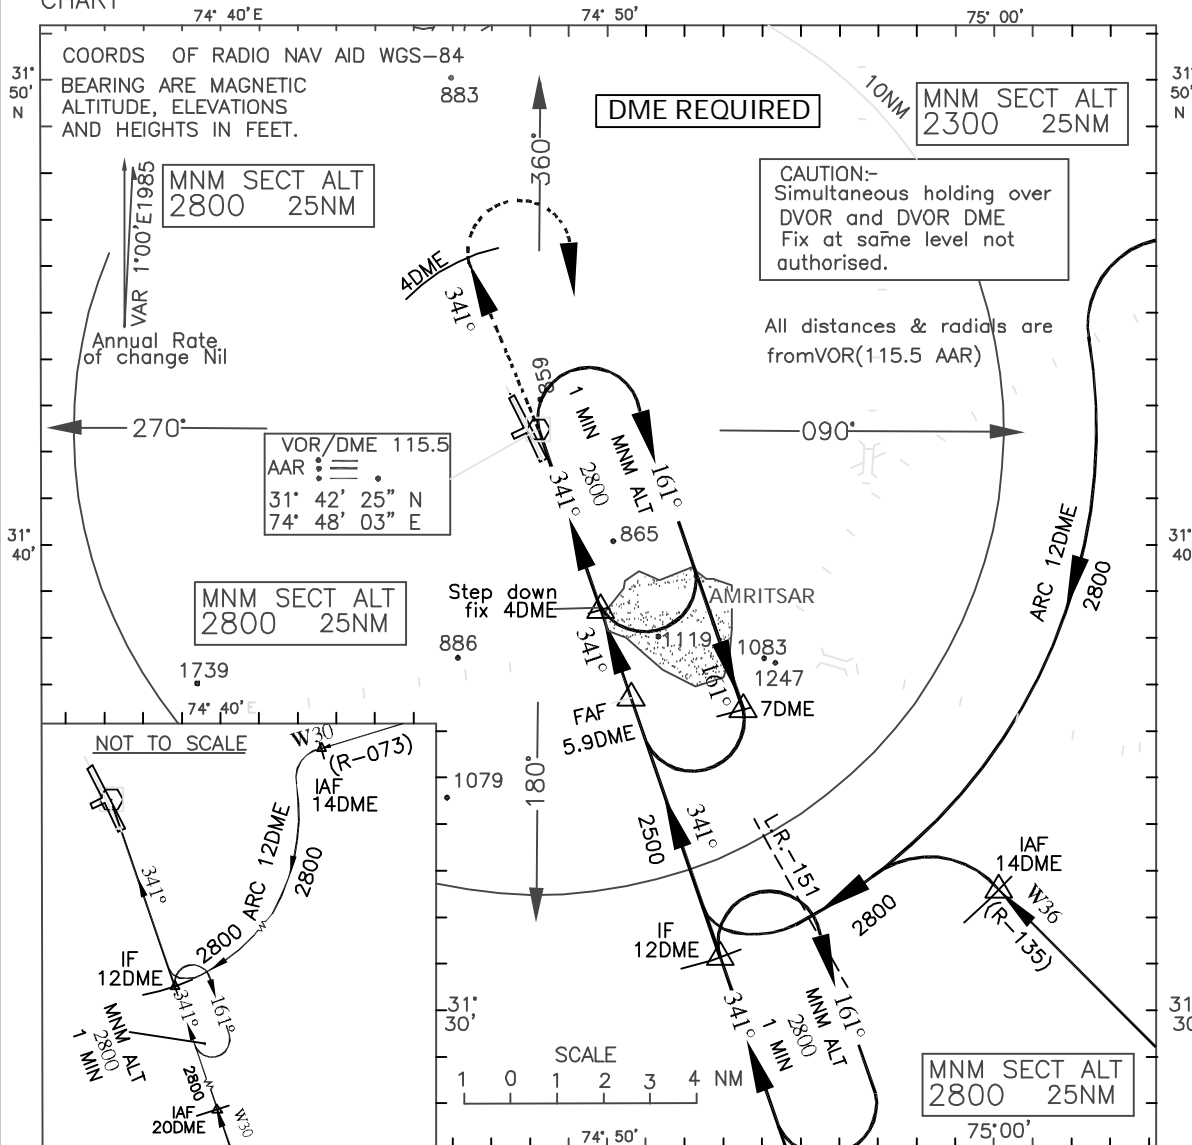 CHART
74° 40'E
74° 50'
75° 00'
COORDS OF RADIO NAV AID WGS-84
BEARING ARE MAGNETIC
ALTITUDE, ELEVATIONS
AND HEIGHTS IN FEET.
31°
50'
N
31°
50'
N
883
DME REQUIRED
10NM
MNM SECT ALT
2300 25NM
360°
VAR 1°00'E1985
Annual Rate
of change Nil
MNM SECT ALT
2800 25NM
CAUTION:-
Simultaneous holding over
DVOR and DVOR DME
Fix at same level not
authorised.
4DME
341°
All distances & radials are
fromVOR(115.5 AAR)
859
270°
090°
VOR/DME 115.5
AAR
31° 42' 25" N
74° 48' 03" E
1 MIN
2800
MNM ALT
161°
341°
865
31°
40'
31°
40'
ARC 12DME
2800
MNM SECT ALT
2800 25NM
Step down
fix 4DME
AMRITSAR
886
341°
1119
1083
1247
161°
7DME
1739
FAF
5.9DME
74° 40' E
180°
1079
2500
341°
LR.-151
2800
IAF
14DME
W36
(R-135)
IF
12DME
341°
1 MIN
2800
MNM ALT
161°
31°
30'
31°
30'
NOT TO SCALE
W30
(R-073)
IAF
14DME
ARC 12DME
2800
341°
2800
IF
12DME
341°
161°
MNM ALT
2800
1 MIN
2800
IAF
20DME
W30
SCALE
1 0 1 2 3 4 NM
MNM SECT ALT
2800 25NM
74° 50'
75° 00'